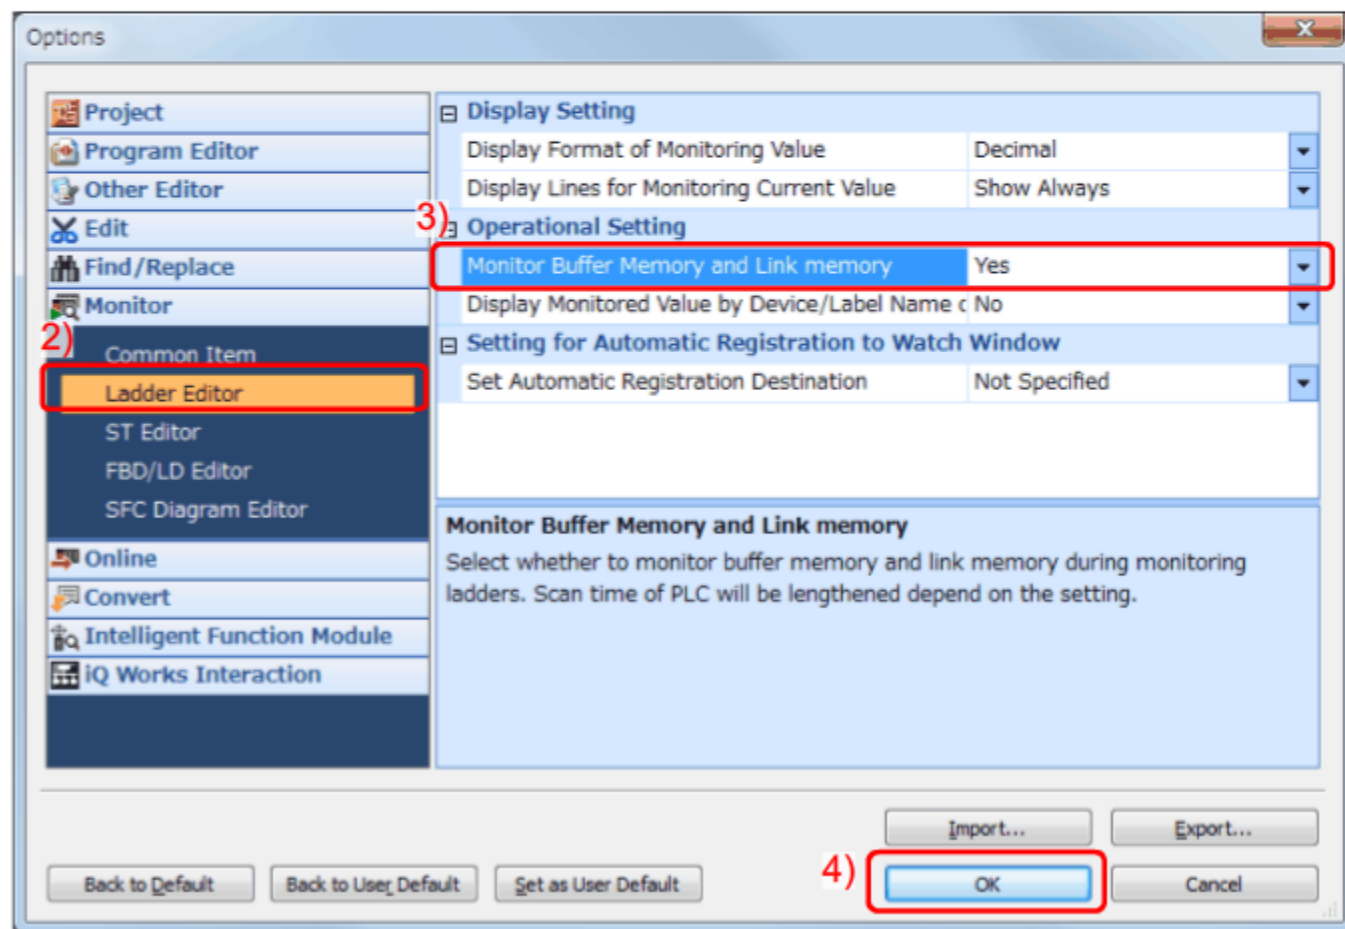 Options
Project
Program Editor
Other Editor
Edit
Find/Replace
Monitor
2)
Common Item
Ladder Editor
ST Editor
FBD/LD Editor
SFC Diagram Editor
Online
Convert
Intelligent Function Module
iQ Works Interaction
Display Setting
Display Format of Monitoring Value Decimal
Display Lines for Monitoring Current Value Show Always
3)
Operational Setting
Monitor Buffer Memory and Link memory Yes
Display Monitored Value by Device/Label Name No
Setting for Automatic Registration to Watch Window
Set Automatic Registration Destination Not Specified
Monitor Buffer Memory and Link memory
Select whether to monitor buffer memory and link memory during monitoring
ladders. Scan time of PLC will be lengthened depend on the setting.
Import... Export...
Back to Default Back to User Default Set as User Default 4) OK Cancel